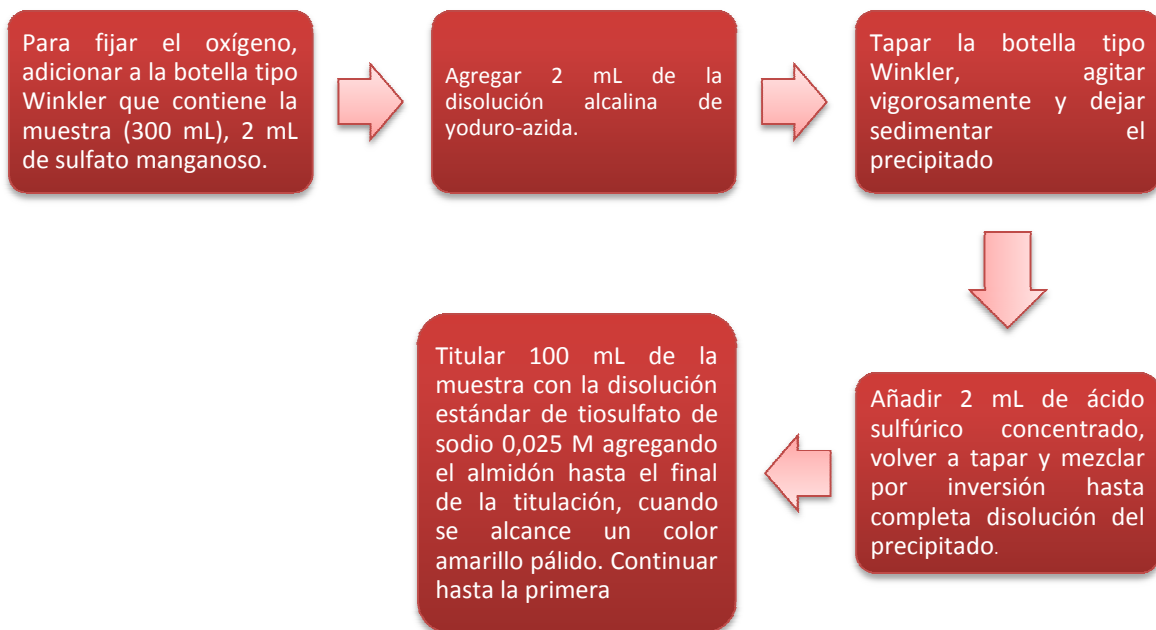 Para fijar el oxígeno,
adicionar a la botella tipo
Winkler que contiene la
muestra (300 mL), 2 mL
de sulfato manganoso.
Agregar 2 mL de la
disolución alcalina de
yoduro-azida.
Tapar la botella tipo
Winkler, agitar
vigorosamente y dejar
sedimentar el
precipitado
Añadir 2 mL de ácido
sulfúrico concentrado,
volver a tapar y mezclar
por inversión hasta
completa disolución del
precipitado.
Titular 100 mL de la
muestra con la disolución
estándar de tiosulfato de
sodio 0,025 M agregando
el almidón hasta el final
de la titulación, cuando
se alcance un color
amarillo pálido. Continuar
hasta la primera